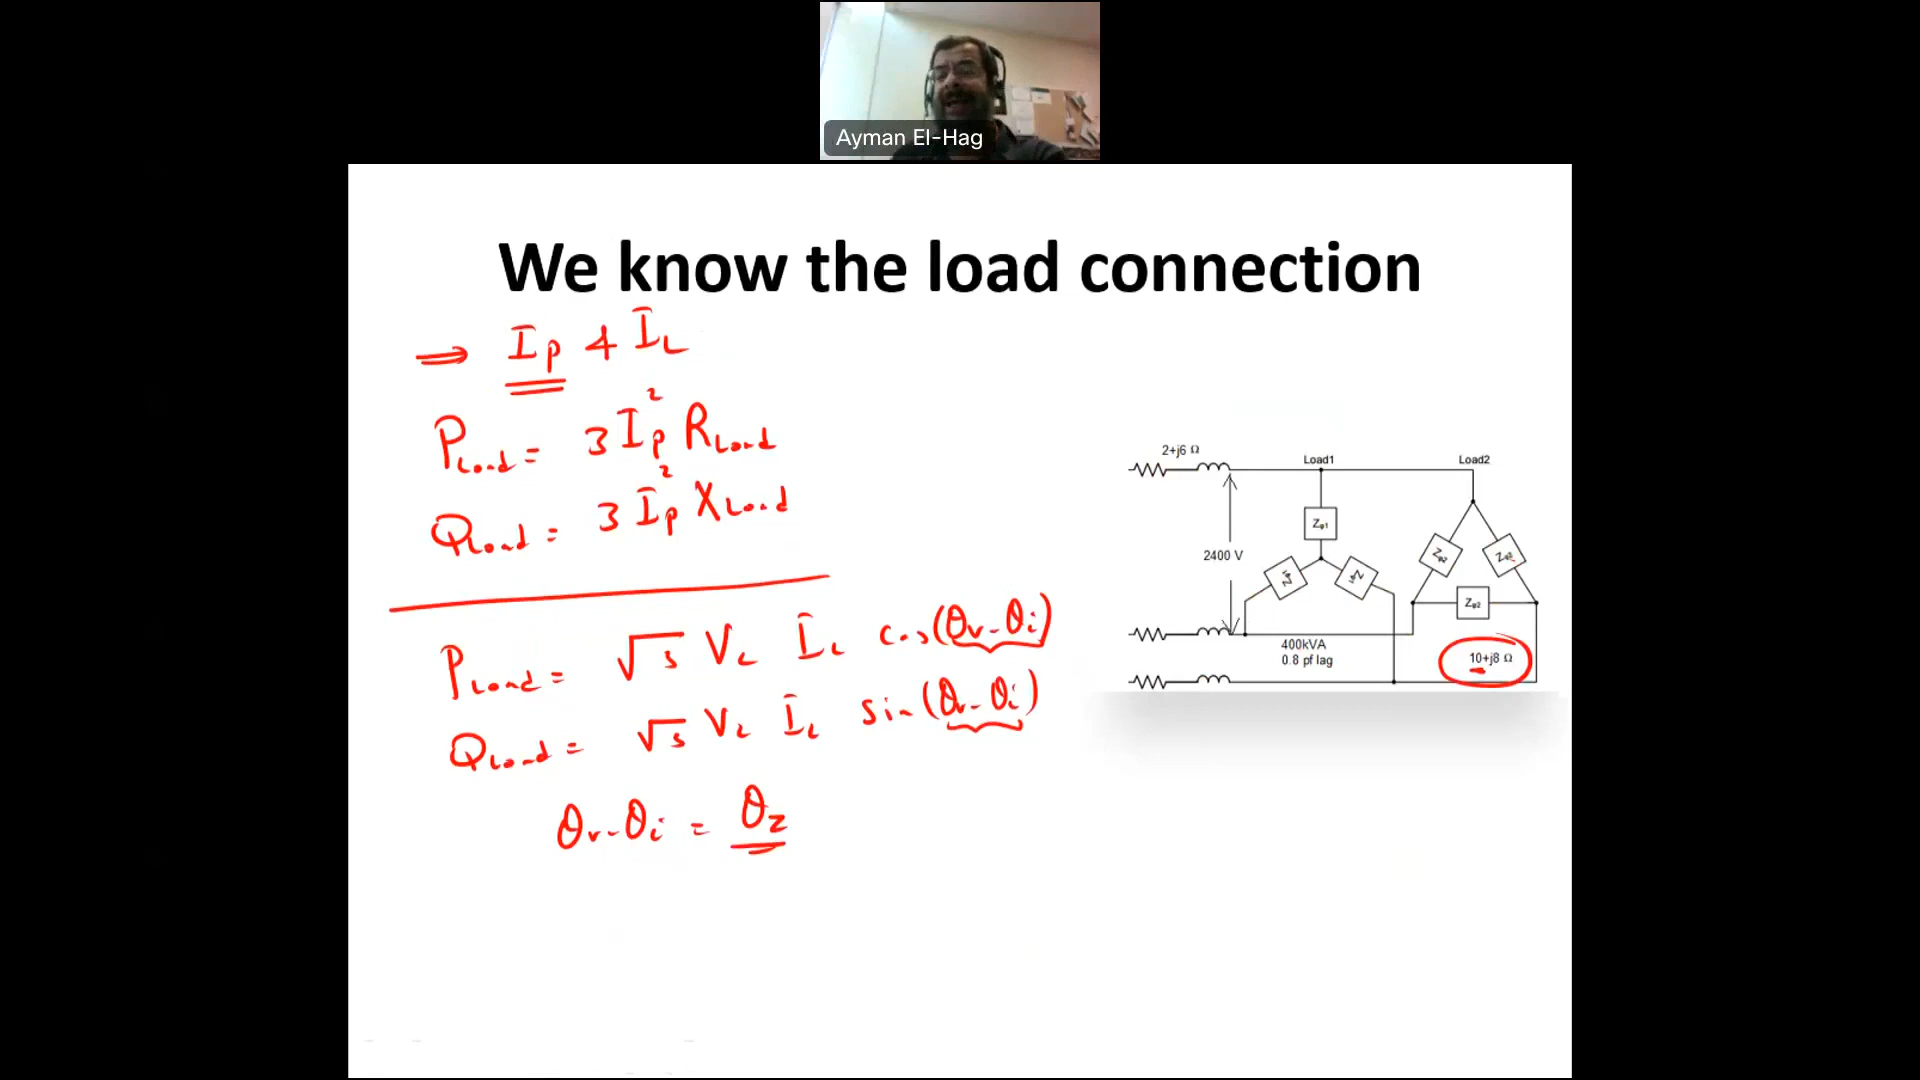 Ayman El-Hag
We know the load connection
⇒ Ip & IL
PLoad = 3 Ip² RLoad
QLoad = 3 Ip² XLoad
PLoad = √3 VL IL cos(θv-θi)
QLoad = √3 VL IL sin(θv-θi)
θv-θi = θz
2+j6 Ω
Load1
Load2
Zφ1
2400 V
Zφ1
Zφ1
Zφ2
Zφ2
Zφ2
400kVA
0.8 pf lag
10+j8 Ω